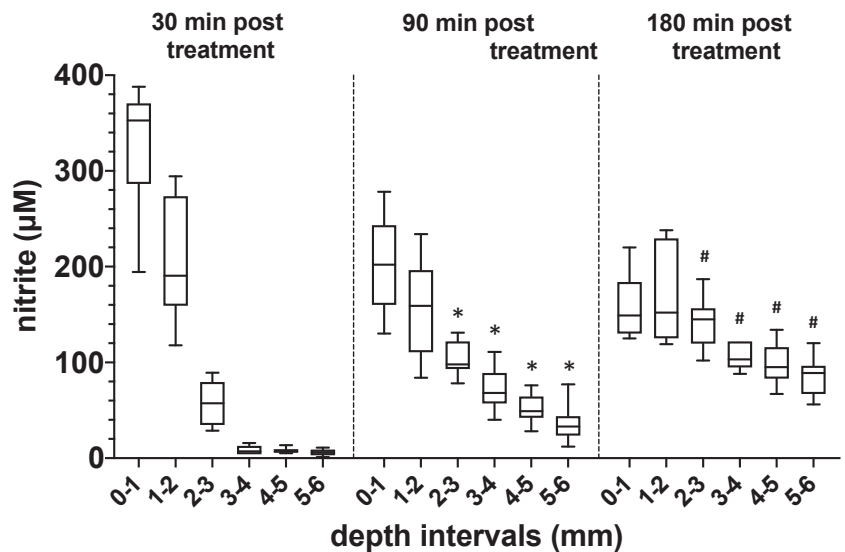 30 min post
treatment
90 min post
treatment
180 min post
treatment
nitrite (µM)
400
300
200
100
0
* * * *
# # # #
0-1 1-2 2-3 3-4 4-5 5-6 0-1 1-2 2-3 3-4 4-5 5-6 0-1 1-2 2-3 3-4 4-5 5-6
depth intervals (mm)